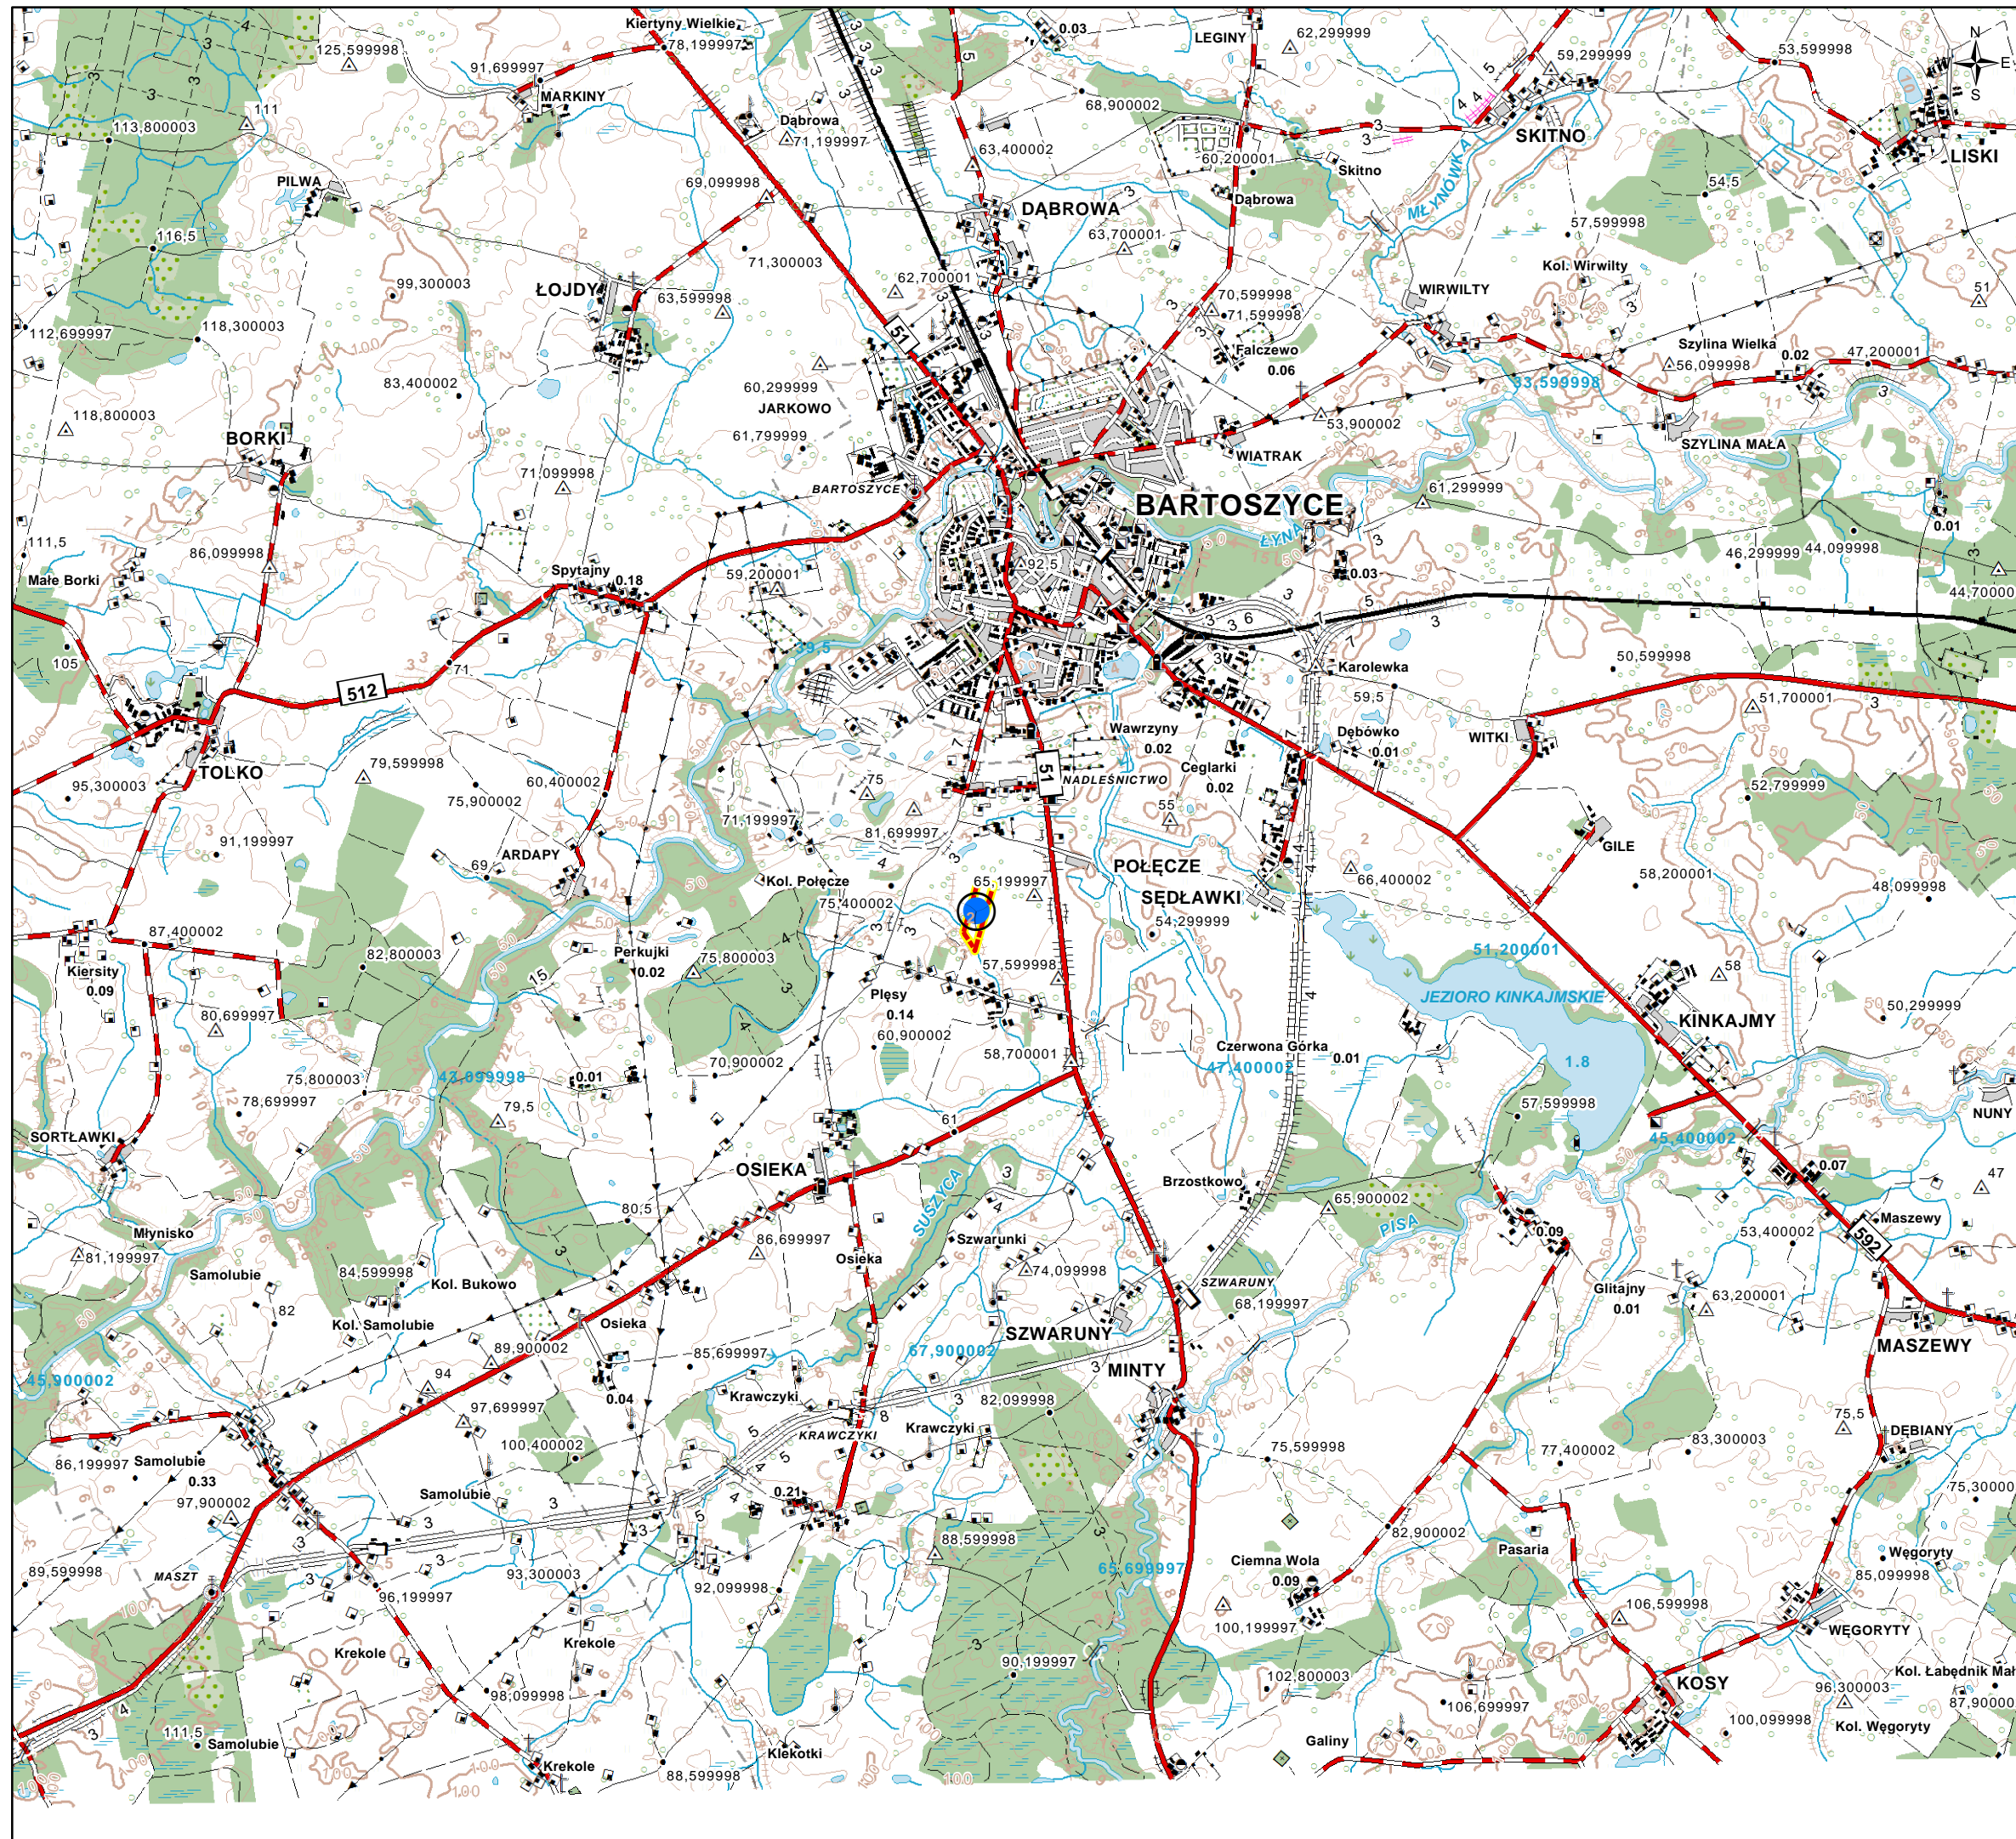 Kiertyny Wielkie
78,199997
0.03
LEGINY
62,299999
53,599998
N
E
S
125,599998
91,699997
MARKINY
59,299999
68,900002
111
113,800003
Dąbrowa
71,199997
63,400002
SKITNO
LISKI
PILWA
60,200001
Skitno
69,099998
Dąbrowa
54,5
DĄBROWA
MŁYNÓWKA
116,5
63,700001
57,599998
71,300003
62,700001
Kol. Wirwilty
99,300003
ŁOJDY
63,599998
70,599998
71,599998
WIRWILTY
51
118,300003
112,699997
51
Falczewo
0.06
Szylina Wielka
0.02
47,200001
56,099998
83,400002
60,299999
JARKOWO
33,599998
118,800003
61,799999
53,900002
BORKI
SZYLINA MAŁA
WIATRAK
71,099998
BARTOSZYCE
61,299999
BARTOSZYCE
0.01
ŁYNA
111,5
86,099998
46,299999
44,099998
Małe Borki
Spytajny
0.18
59,200001
92,5
0.03
44,70000
39,5
105
71
512
Karolewka
50,599998
59,5
51,700001
Wawrzyny
0.02
Dębówko
0.01
WITKI
TOLKO
79,599998
51
NADLEŚNICTWO
Ceglarki
0.02
95,300003
75,900002
60,400002
75
52,799999
55
71,199997
81,699997
91,199997
ARDAPY
GILE
69
Kol. Połęcze
65,199997
POŁĘCZE
66,400002
58,200001
48,099998
75,400002
SĘDŁAWKI
87,400002
54,299999
Perkujki
0.02
82,800003
75,800003
57,599998
51,200001
Kiersity
0.09
58
Plęsy
0.14
JEZIORO KINKAJMSKIE
50,299999
80,699997
KINKAJMY
60,900002
58,700001
Czerwona Górka
0.01
47,400002
1.8
70,900002
0.01
43,099998
75,800003
78,699997
79,5
61
57,599998
NUNY
SORTŁAWKI
45,400002
OSIEKA
0.07
47
Brzostkowo
65,900002
SUSZYCA
PISA
80,5
Maszewy
Młynisko
53,400002
81,199997
86,699997
Osieka
Szwarunki
0.09
592
Samolubie
84,599998
Kol. Bukowo
74,099998
SZWARUNY
Glitajny
0.01
82
Kol. Samolubie
Osieka
68,199997
63,200001
SZWARUNY
MASZEWY
89,900002
85,699997
67,900002
45,900002
94
MINTY
0.04
Krawczyki
97,699997
82,099998
75,5
KRAWCZYKI
Krawczyki
DĘBIANY
100,400002
75,599998
83,300003
86,199997
Samolubie
0.33
77,400002
97,900002
Samolubie
0.21
75,30000
82,900002
88,599998
Pasaria
Węgoryty
85,099998
Ciemna Wola
0.09
65,699997
89,599998
MASZT
93,300003
92,099998
96,199997
106,599998
100,199997
WĘGORYTY
Krekole
Krekole
90,199997
102,800003
Kol. Łabędnik Mał
KOSY
98,099998
106,699997
96,300003
87,90000
Kol. Węgoryty
100,099998
111,5
Samolubie
Klekotki
Galiny
Krekole
88,599998